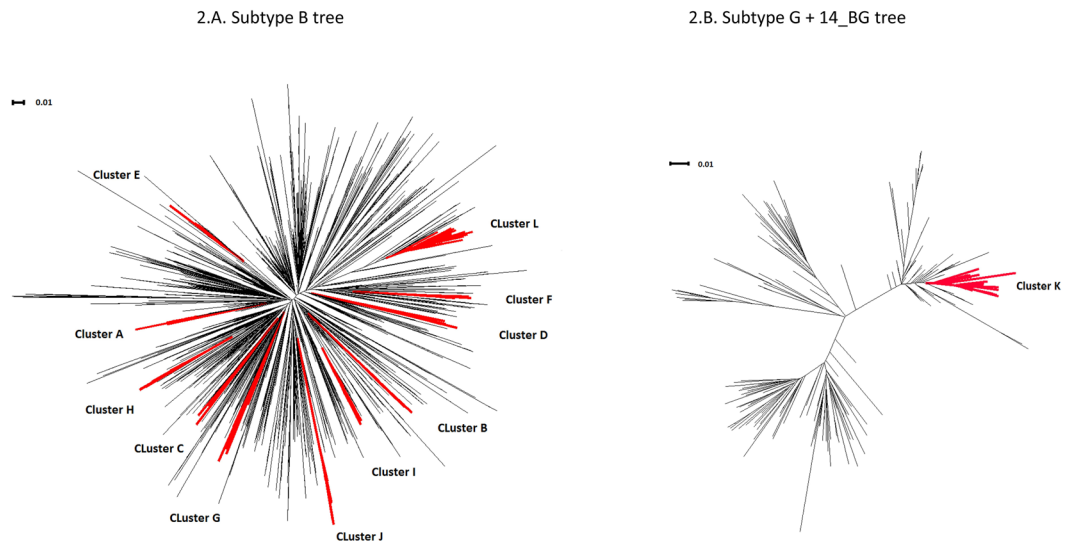 2.A. Subtype B tree
2.B. Subtype G + 14_BG tree
0.01
0.01
Cluster E
CLuster L
Cluster K
Cluster F
Cluster A
Cluster D
Cluster H
CLuster B
Cluster C
Cluster I
CLuster G
CLuster J